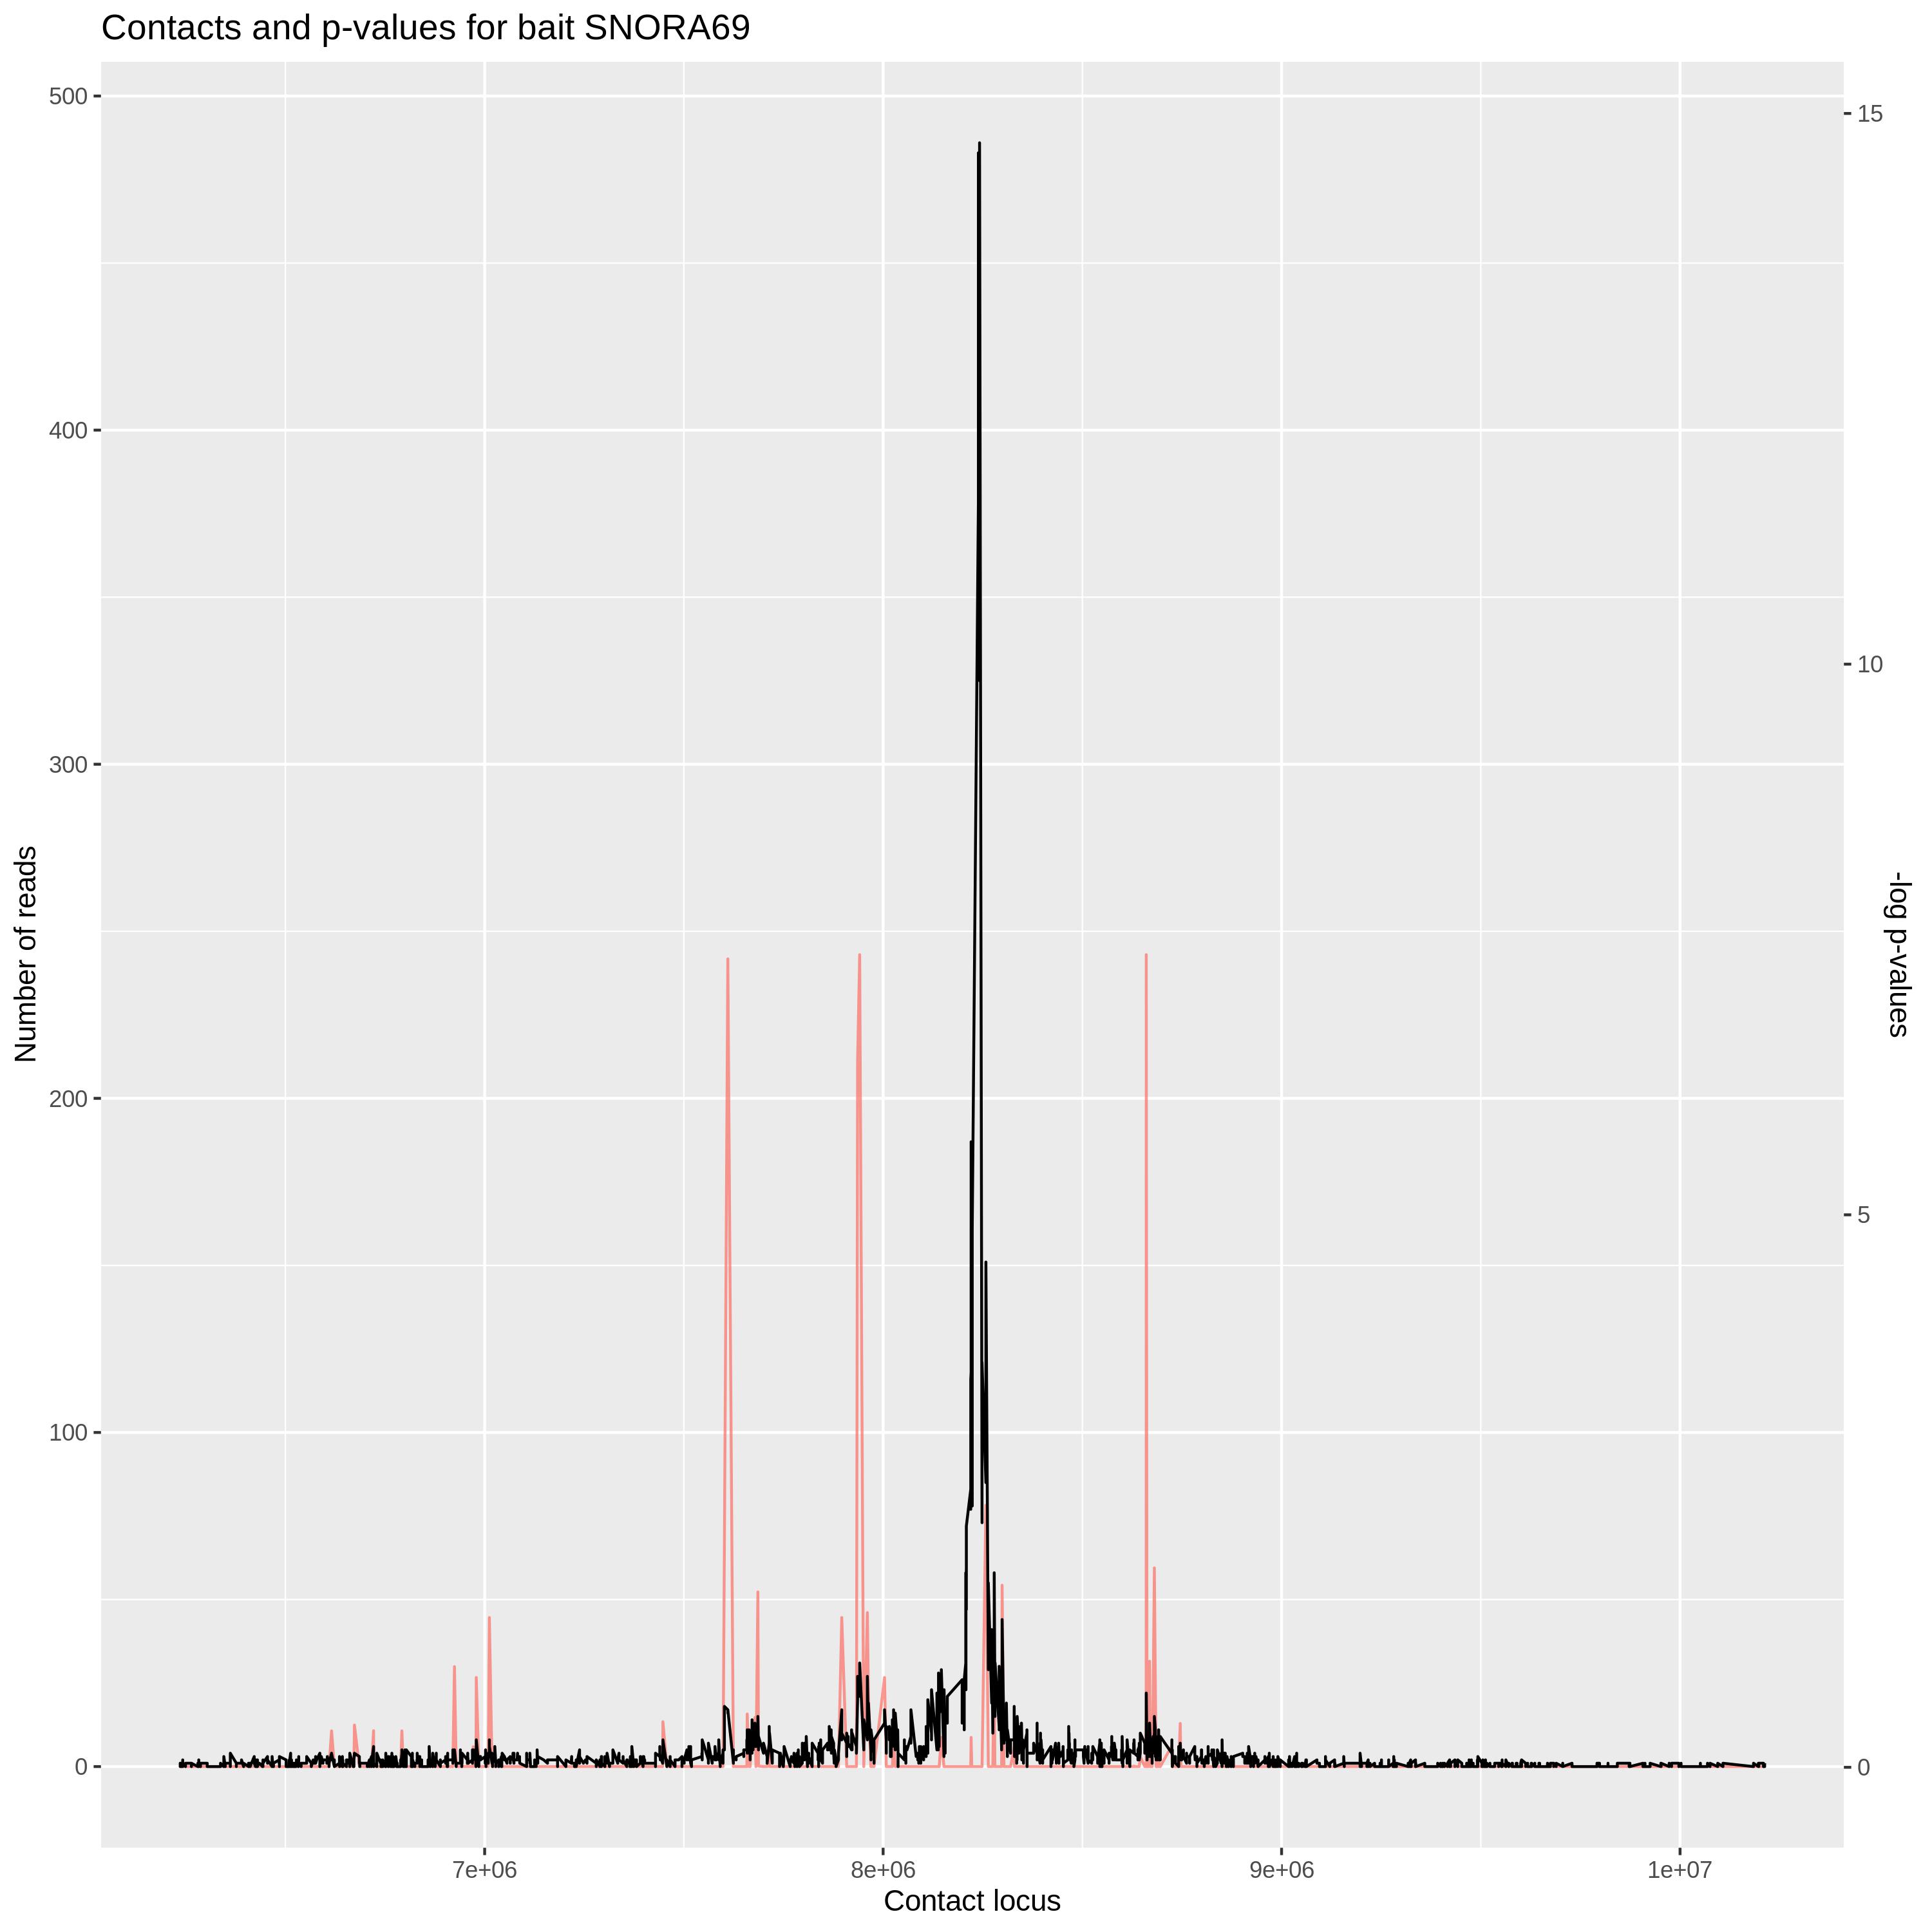 Contacts and p-values for bait SNORA69
500
400
300
200
100
0
15
10
5
0
7e+06
8e+06
9e+06
1e+07
Number of reads
-log p-values
Contact locus